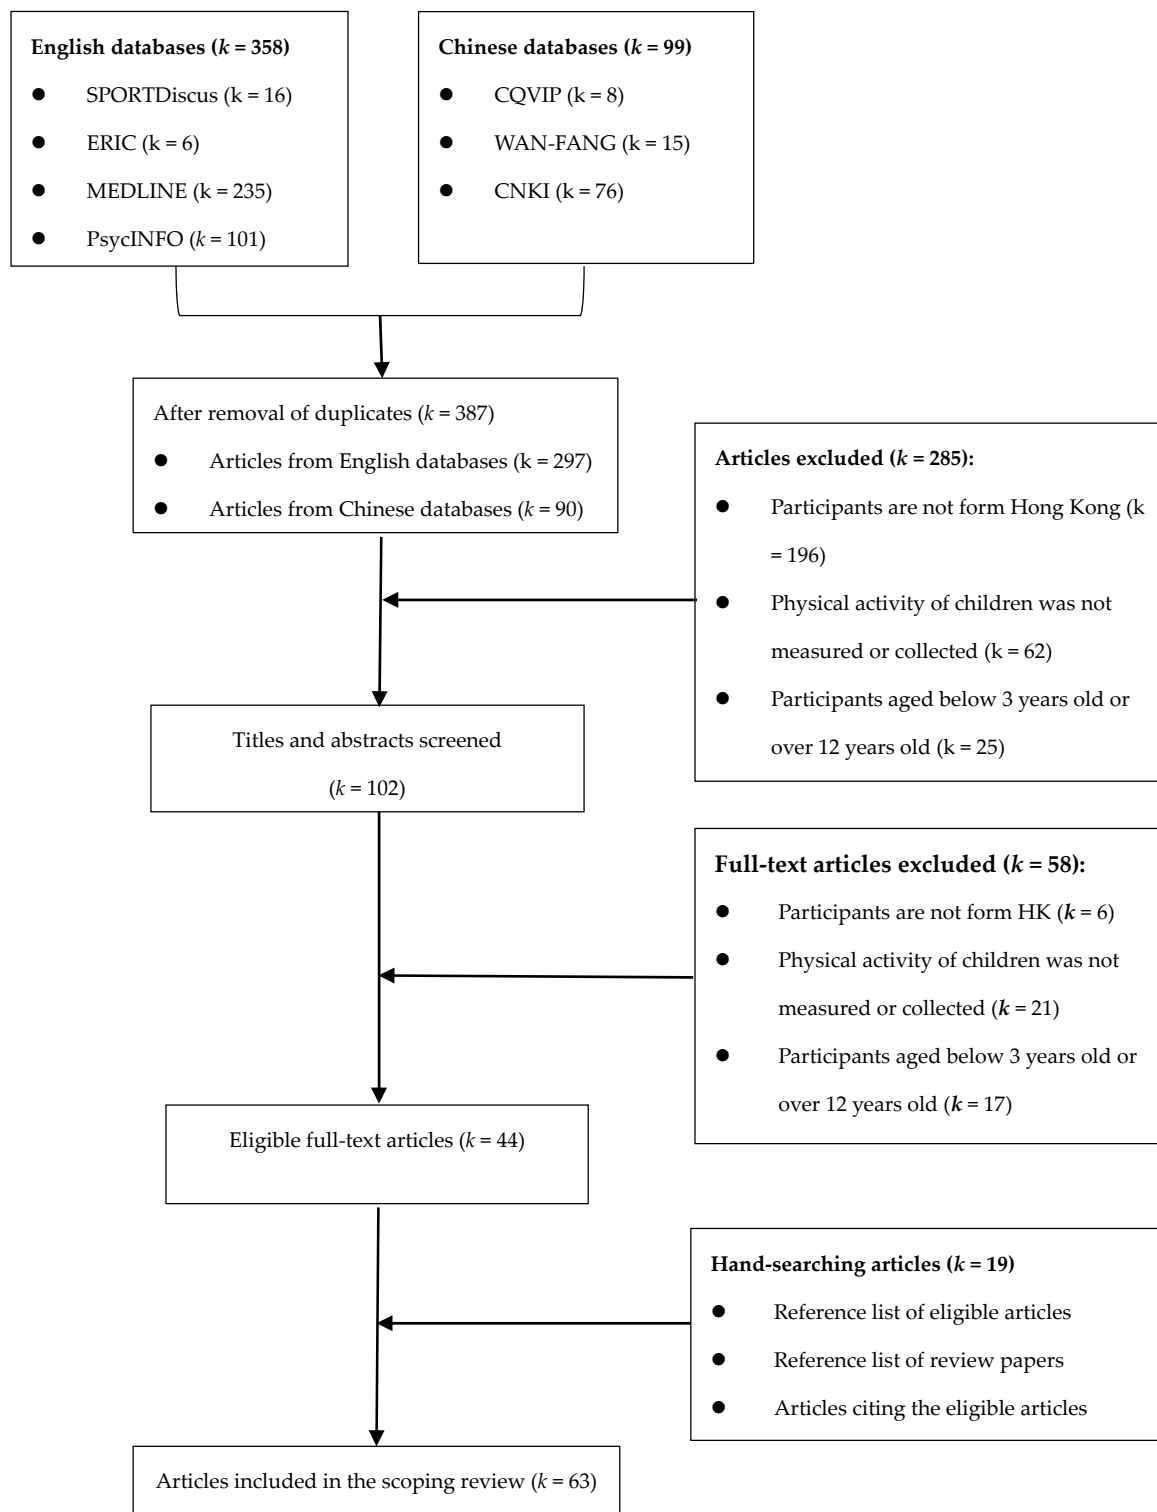 English databases (k = 358)
● SPORTDiscus (k = 16)
● ERIC (k = 6)
● MEDLINE (k = 235)
● PsycINFO (k = 101)
Chinese databases (k = 99)
● CQVIP (k = 8)
● WAN-FANG (k = 15)
● CNKI (k = 76)
After removal of duplicates (k = 387)
● Articles from English databases (k = 297)
● Articles from Chinese databases (k = 90)
Articles excluded (k = 285):
● Participants are not form Hong Kong (k
= 196)
● Physical activity of children was not
measured or collected (k = 62)
● Participants aged below 3 years old or
over 12 years old (k = 25)
Titles and abstracts screened
(k = 102)
Full-text articles excluded (k = 58):
● Participants are not form HK (k = 6)
● Physical activity of children was not
measured or collected (k = 21)
● Participants aged below 3 years old or
over 12 years old (k = 17)
Eligible full-text articles (k = 44)
Hand-searching articles (k = 19)
● Reference list of eligible articles
● Reference list of review papers
● Articles citing the eligible articles
Articles included in the scoping review (k = 63)